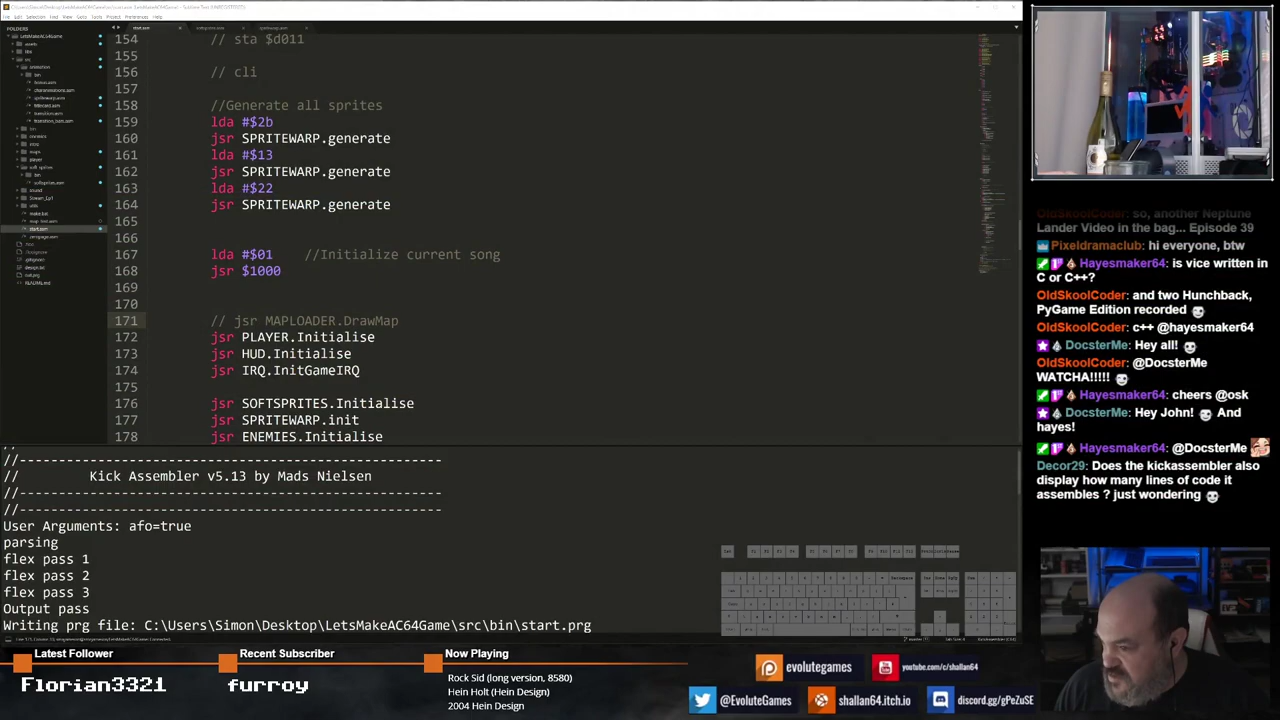 FOLDERS
154 // sta $d011
155
156 // cli
157
158 //Generate all sprites
159 lda #$2b
160 jsr SPRITEWARP.generate
161 lda #$13
162 jsr SPRITEWARP.generate
163 lda #$22
164 jsr SPRITEWARP.generate
165
166
167 lda #$01 //Initialize current song
168 jsr $1000
169
170
171 // jsr MAPLOADER.DrawMap
172 jsr PLAYER.Initialise
173 jsr HUD.Initialise
174 jsr IRQ.InitGameIRQ
175
176 jsr SOFTSPRITES.Initialise
177 jsr SPRITEWARP.init
178 jsr ENEMIES.Initialise
//------------------------------------------------------
// Kick Assembler v5.13 by Mads Nielsen
//------------------------------------------------------
//------------------------------------------------------
User Arguments: afo=true
parsing
flex pass 1
flex pass 2
flex pass 3
Output pass
Writing prg file: C:\Users\Simon\Desktop\LetsMakeAC64Game\src\bin\start.prg
OldSkoolCoder: so, another Neptune
Lander Video in the bag... Episode 39
Pixeldramaclub: hi everyone, btw
Hayesmaker64: is vice written in
C or C++?
OldSkoolCoder: and two Hunchback,
PyGame Edition recorded
OldSkoolCoder: c++ @hayesmaker64
DocsterMe: Hey all!
OldSkoolCoder: @DocsterMe
WATCHA!!!!!
Hayesmaker64: cheers @osk
DocsterMe: Hey John! And
hayes!
Hayesmaker64: @DocsterMe
Decor29: Does the kickassembler also
display how many lines of code it
assembles ? just wondering
Latest Follower
Florian3321
Recent Subscriber
furroy
Now Playing
Rock Sid (long version, 8580)
Hein Holt (Hein Design)
2004 Hein Design
evolutegames
youtube.com/c/shallan64
@EvoluteGames
shallan64.itch.io
discord.gg/gPeZuSE